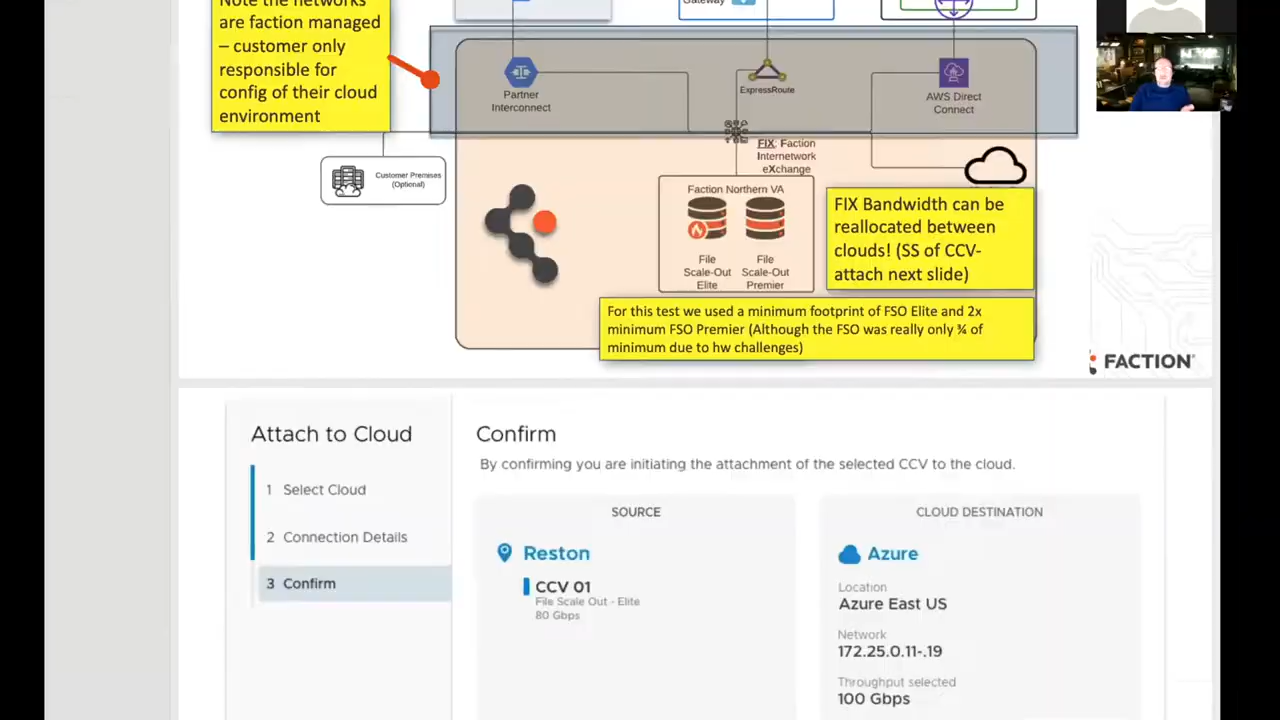 Note the networks
are faction managed
– customer only
responsible for
config of their cloud
environment
Gateway
Partner
Interconnect
ExpressRoute
AWS Direct
Connect
Customer Premises
(Optional)
FIX: Faction
Internetwork
eXchange
Faction Northern VA
File
Scale-Out
Elite
File
Scale-Out
Premier
FIX Bandwidth can be
reallocated between
clouds! (SS of CCV-
attach next slide)
For this test we used a minimum footprint of FSO Elite and 2x
minimum FSO Premier (Although the FSO was really only ¾ of
minimum due to hw challenges)
FACTION
Attach to Cloud
1 Select Cloud
2 Connection Details
3 Confirm
Confirm
By confirming you are initiating the attachment of the selected CCV to the cloud.
SOURCE
Reston
CCV 01
File Scale Out - Elite
80 Gbps
CLOUD DESTINATION
Azure
Location
Azure East US
Network
172.25.0.11-.19
Throughput selected
100 Gbps